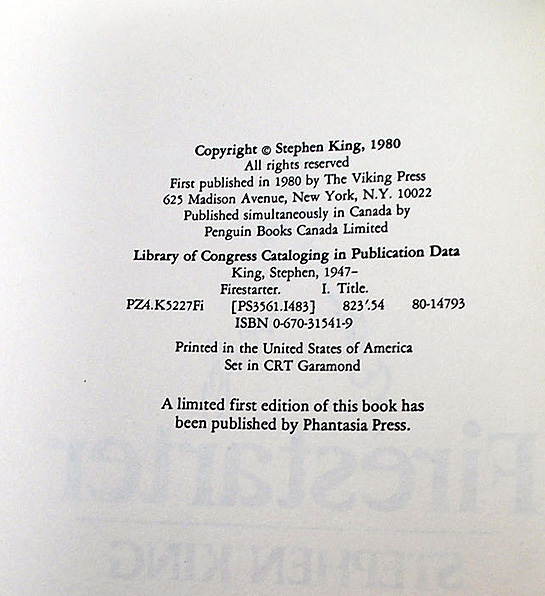 Copyright © Stephen King, 1980
All rights reserved
First published in 1980 by The Viking Press
625 Madison Avenue, New York, N.Y. 10022
Published simultaneously in Canada by
Penguin Books Canada Limited
Library of Congress Cataloging in Publication Data
King, Stephen, 1947–
Firestarter. I. Title.
PZ4.K5227Fi [PS3561.I483] 823'.54 80-14793
ISBN 0-670-31541-9
Printed in the United States of America
Set in CRT Garamond
A limited first edition of this book has
been published by Phantasia Press.
Firestarter
STEPHEN KING